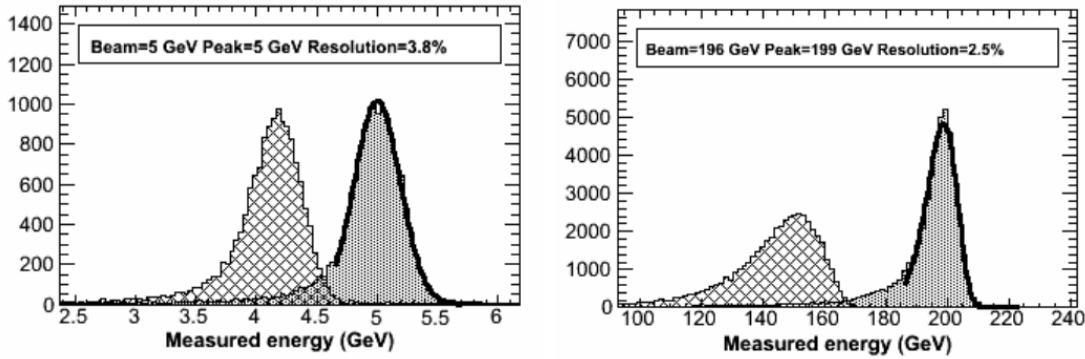 1400
1200
1000
800
600
400
200
0
Beam=5 GeV Peak=5 GeV Resolution=3.8%
2.5 3 3.5 4 4.5 5 5.5 6
Measured energy (GeV)
7000
6000
5000
4000
3000
2000
1000
0
Beam=196 GeV Peak=199 GeV Resolution=2.5%
100 120 140 160 180 200 220 240
Measured energy (GeV)